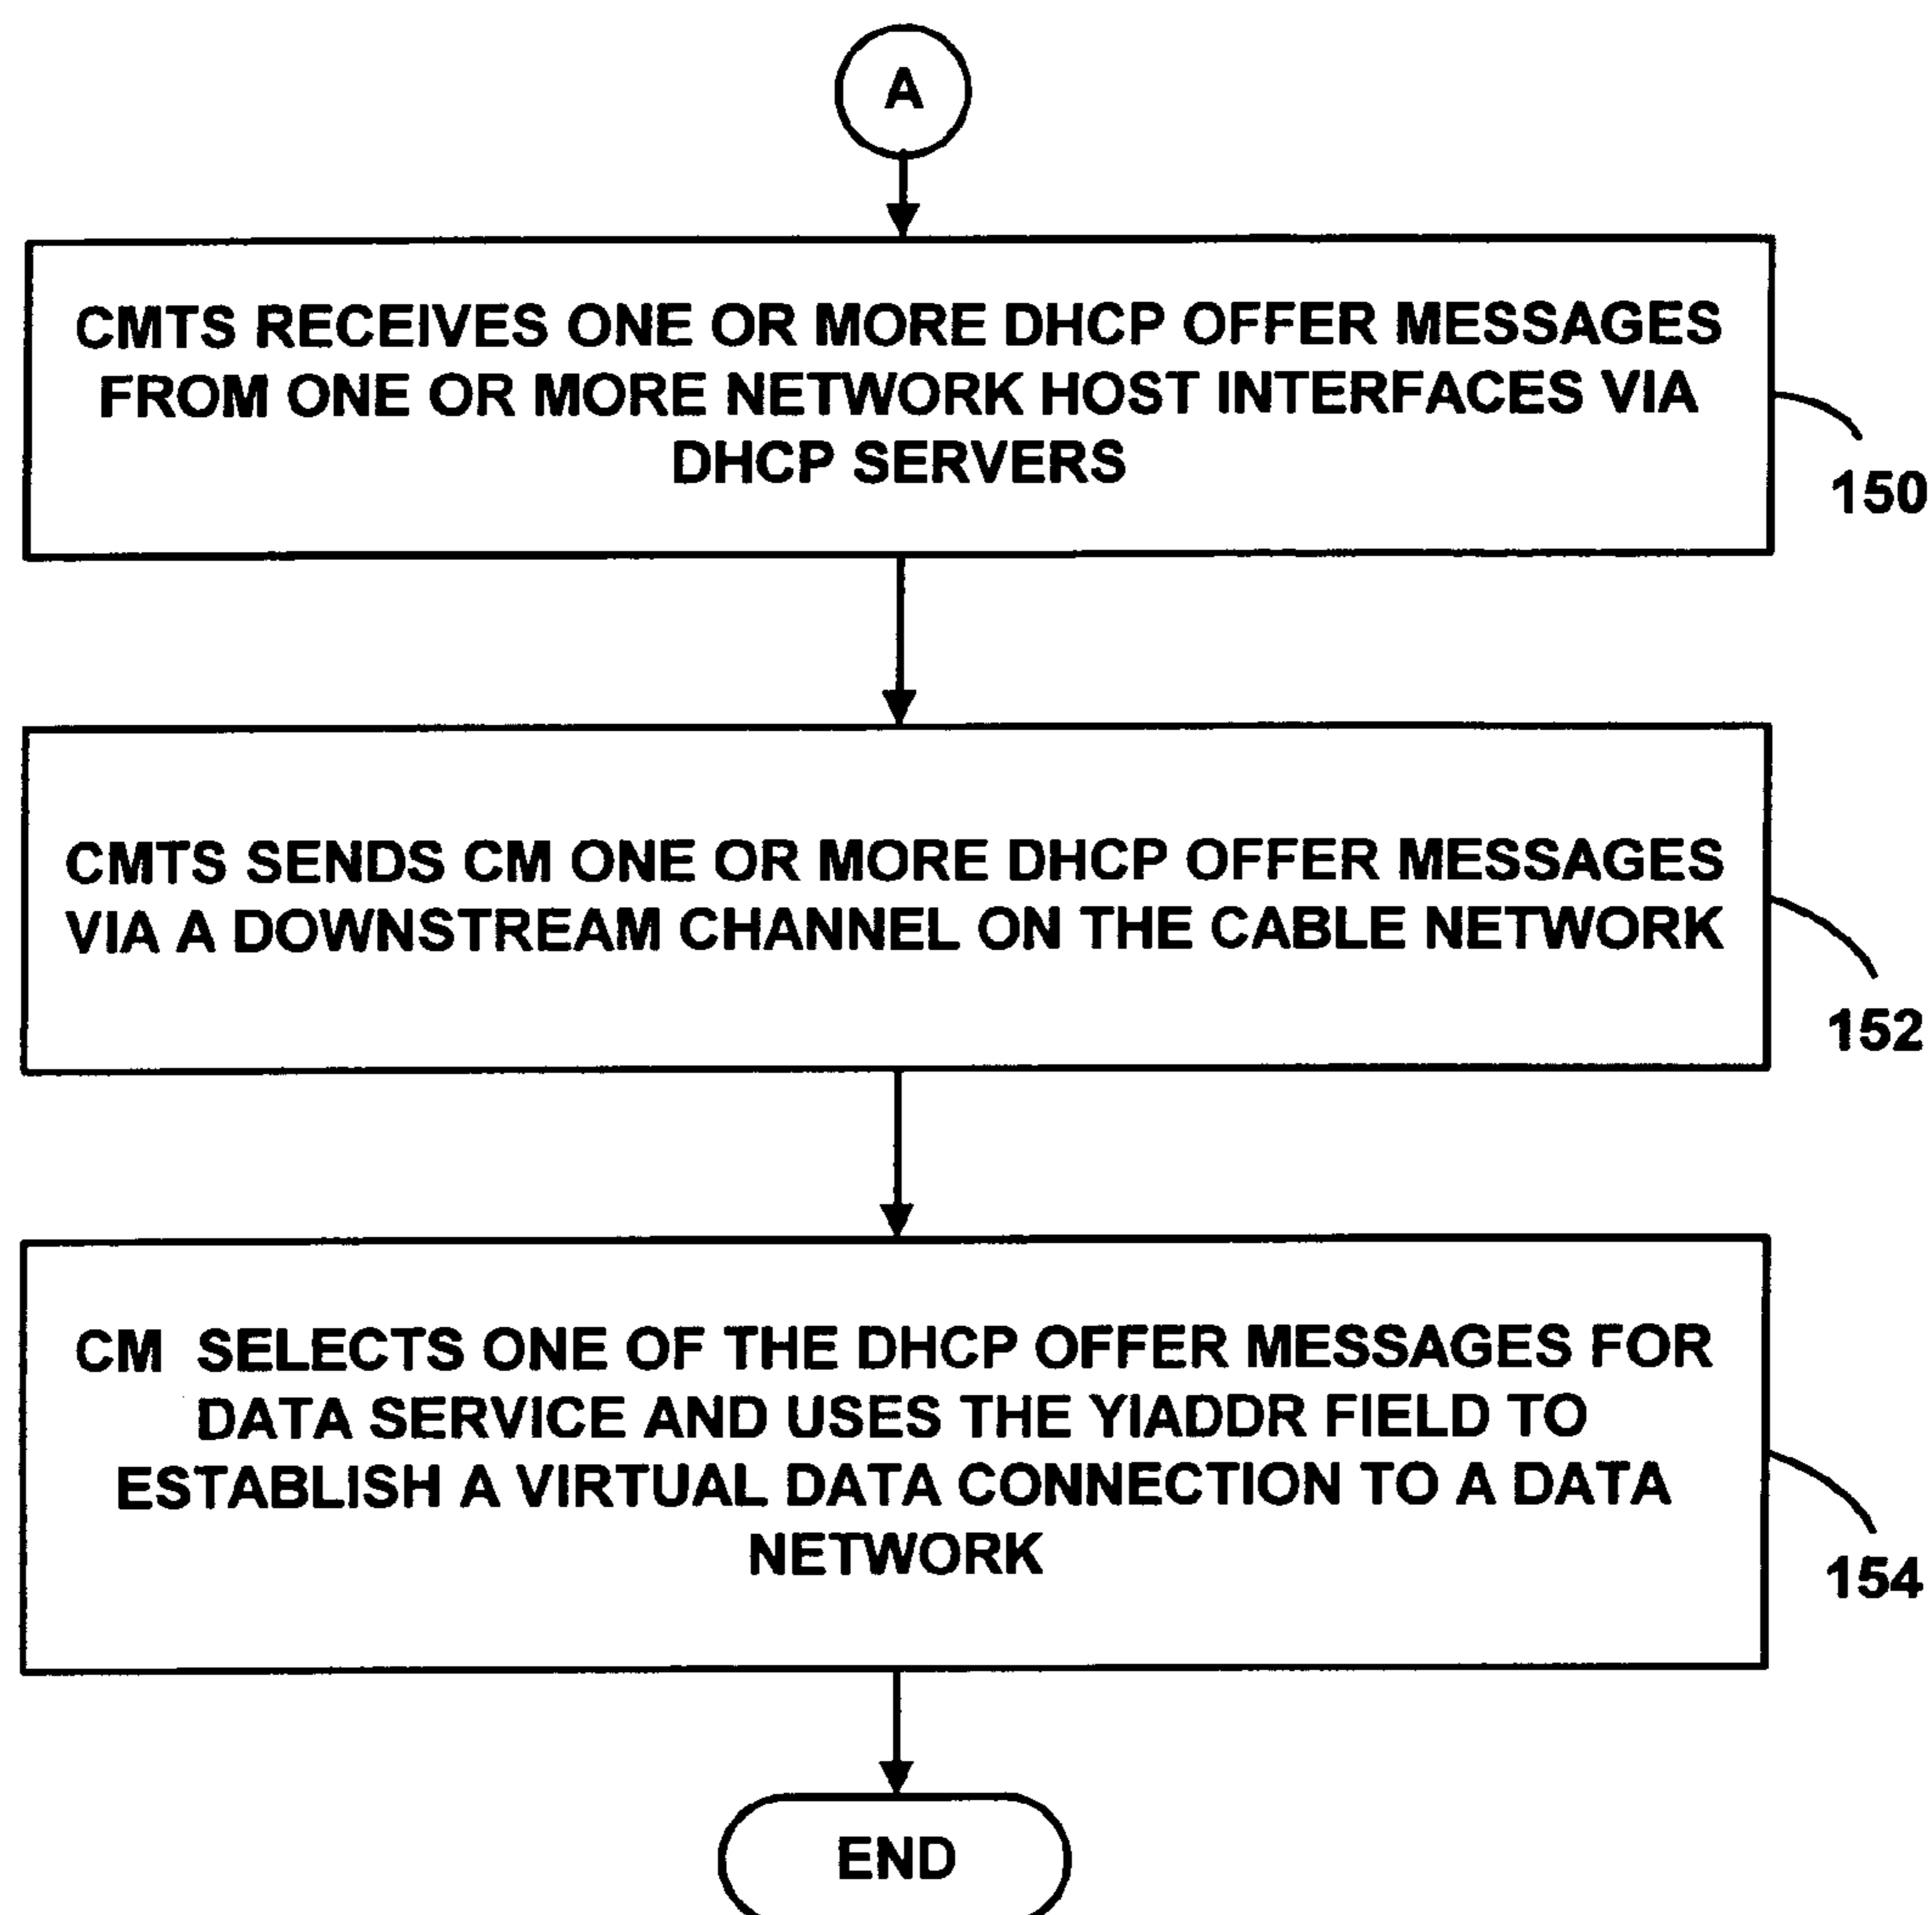 A
CMTS RECEIVES ONE OR MORE DHCP OFFER MESSAGES
FROM ONE OR MORE NETWORK HOST INTERFACES VIA
DHCP SERVERS
150
CMTS SENDS CM ONE OR MORE DHCP OFFER MESSAGES
VIA A DOWNSTREAM CHANNEL ON THE CABLE NETWORK
152
CM SELECTS ONE OF THE DHCP OFFER MESSAGES FOR
DATA SERVICE AND USES THE YIADDR FIELD TO
ESTABLISH A VIRTUAL DATA CONNECTION TO A DATA
NETWORK
154
END